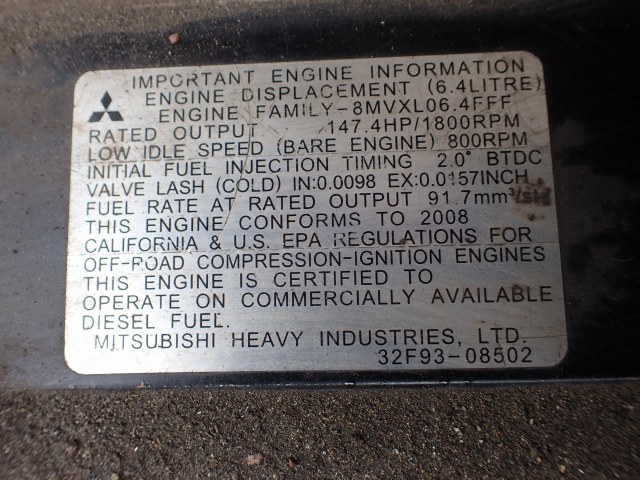 IMPORTANT ENGINE INFORMATION
ENGINE DISPLACEMENT (6.4LITRE)
ENGINE FAMILY-8MVXL06.4FFF
RATED OUTPUT 147.4HP/1800RPM
LOW IDLE SPEED (BARE ENGINE) 800RPM
INITIAL FUEL INJECTION TIMING 2.0° BTDC
VALVE LASH (COLD) IN:0.0098 EX:0.0157INCH
FUEL RATE AT RATED OUTPUT 91.7mm³/st
THIS ENGINE CONFORMS TO 2008
CALIFORNIA & U.S. EPA REGULATIONS FOR
OFF-ROAD COMPRESSION-IGNITION ENGINES
THIS ENGINE IS CERTIFIED TO
OPERATE ON COMMERCIALLY AVAILABLE
DIESEL FUEL.
MITSUBISHI HEAVY INDUSTRIES, LTD.
32F93-08502